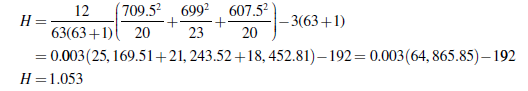 H = 12/63(63+1) (709.5²/20 + 699²/23 + 607.5²/20) − 3(63+1)
= 0.003(25,169.51+21,243.52+18,452.81) − 192 = 0.003(64,865.85) − 192
H = 1.053